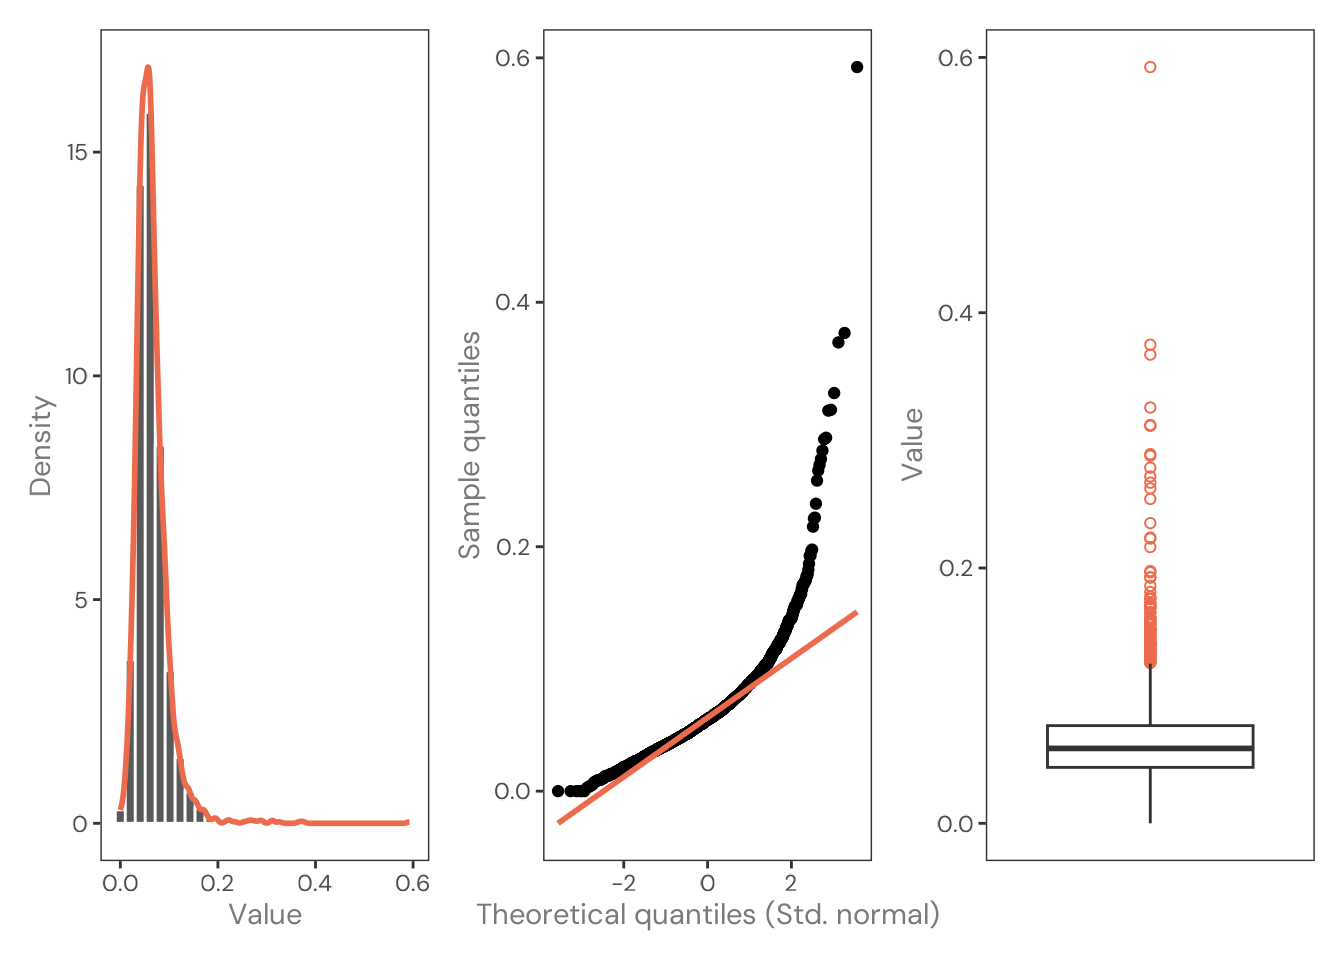 15
10
5
0
Density
0.0 0.2 0.4 0.6
Value
0.6
0.4
0.2
0.0
Sample quantiles
−2 0 2
Theoretical quantiles (Std. normal)
0.6
0.4
0.2
0.0
Value